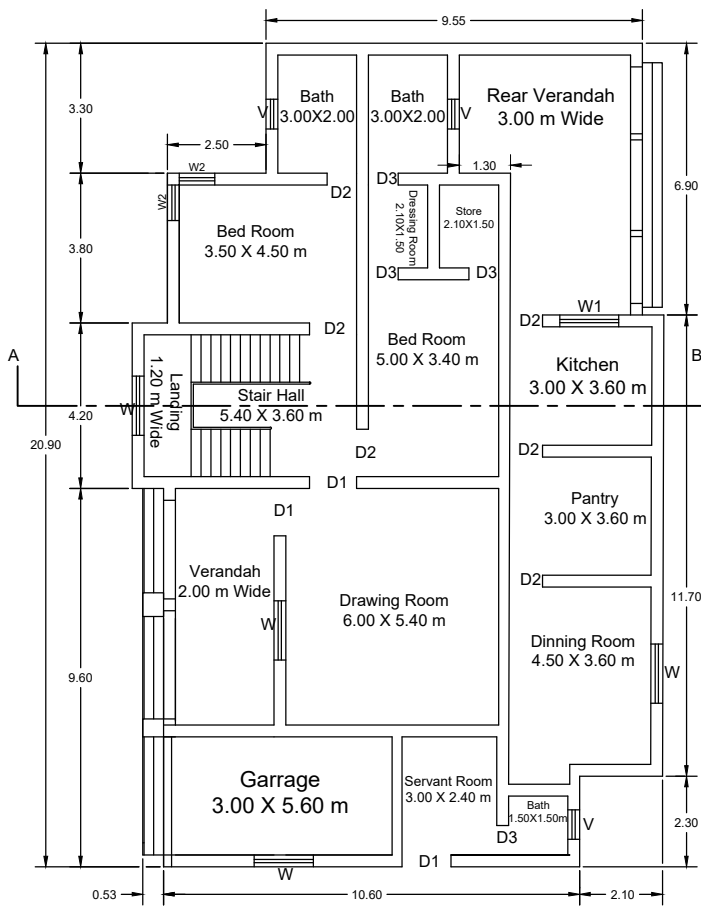 9.55
Bath
3.00X2.00
Bath
3.00X2.00
Rear Verandah
3.00 m Wide
V
V
3.30
2.50
1.30
W2
W2
D2
D3
6.90
Dressing Room
2.10X1.50
Store
2.10X1.50
Bed Room
3.50 X 4.50 m
3.80
D3
D3
D2
D2
W1
Bed Room
5.00 X 3.40 m
A
B
Kitchen
3.00 X 3.60 m
Landing
1.20 m Wide
Stair Hall
5.40 X 3.60 m
W
4.20
20.90
D2
D2
D1
D1
Pantry
3.00 X 3.60 m
Verandah
2.00 m Wide
D2
Drawing Room
6.00 X 5.40 m
11.70
W
Dinning Room
4.50 X 3.60 m
W
9.60
Garrage
3.00 X 5.60 m
Servant Room
3.00 X 2.40 m
Bath
1.50X1.50m
V
D3
2.30
W
D1
0.53
10.60
2.10